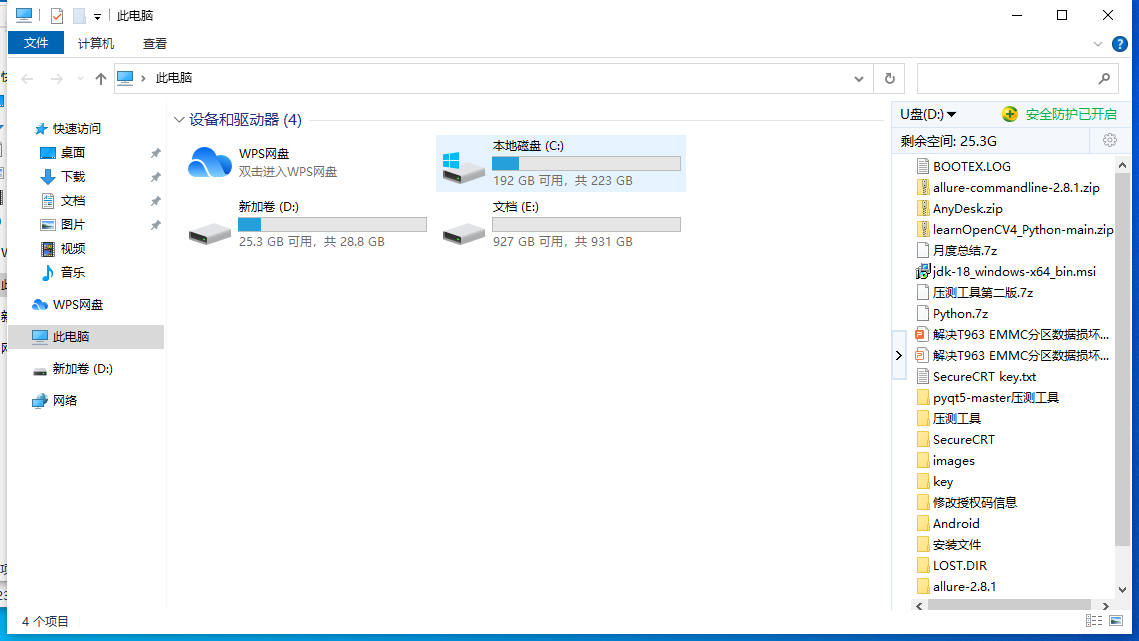 此电脑
文件 计算机 查看
此电脑
快速访问
桌面
下载
文档
图片
视频
音乐
WPS网盘
此电脑
新加卷 (D:)
网络
设备和驱动器 (4)
WPS网盘
双击进入WPS网盘
本地磁盘 (C:)
192 GB 可用，共 223 GB
新加卷 (D:)
25.3 GB 可用，共 28.8 GB
文档 (E:)
927 GB 可用，共 931 GB
U盘(D:) 安全防护已开启
剩余空间: 25.3G
BOOTEX.LOG
allure-commandline-2.8.1.zip
AnyDesk.zip
learnOpenCV4_Python-main.zip
月度总结.7z
jdk-18_windows-x64_bin.msi
压测工具第二版.7z
Python.7z
解决T963 EMMC分区数据损坏...
解决T963 EMMC分区数据损坏...
SecureCRT key.txt
pyqt5-master压测工具
压测工具
SecureCRT
images
key
修改授权码信息
Android
安装文件
LOST.DIR
allure-2.8.1
4 个项目